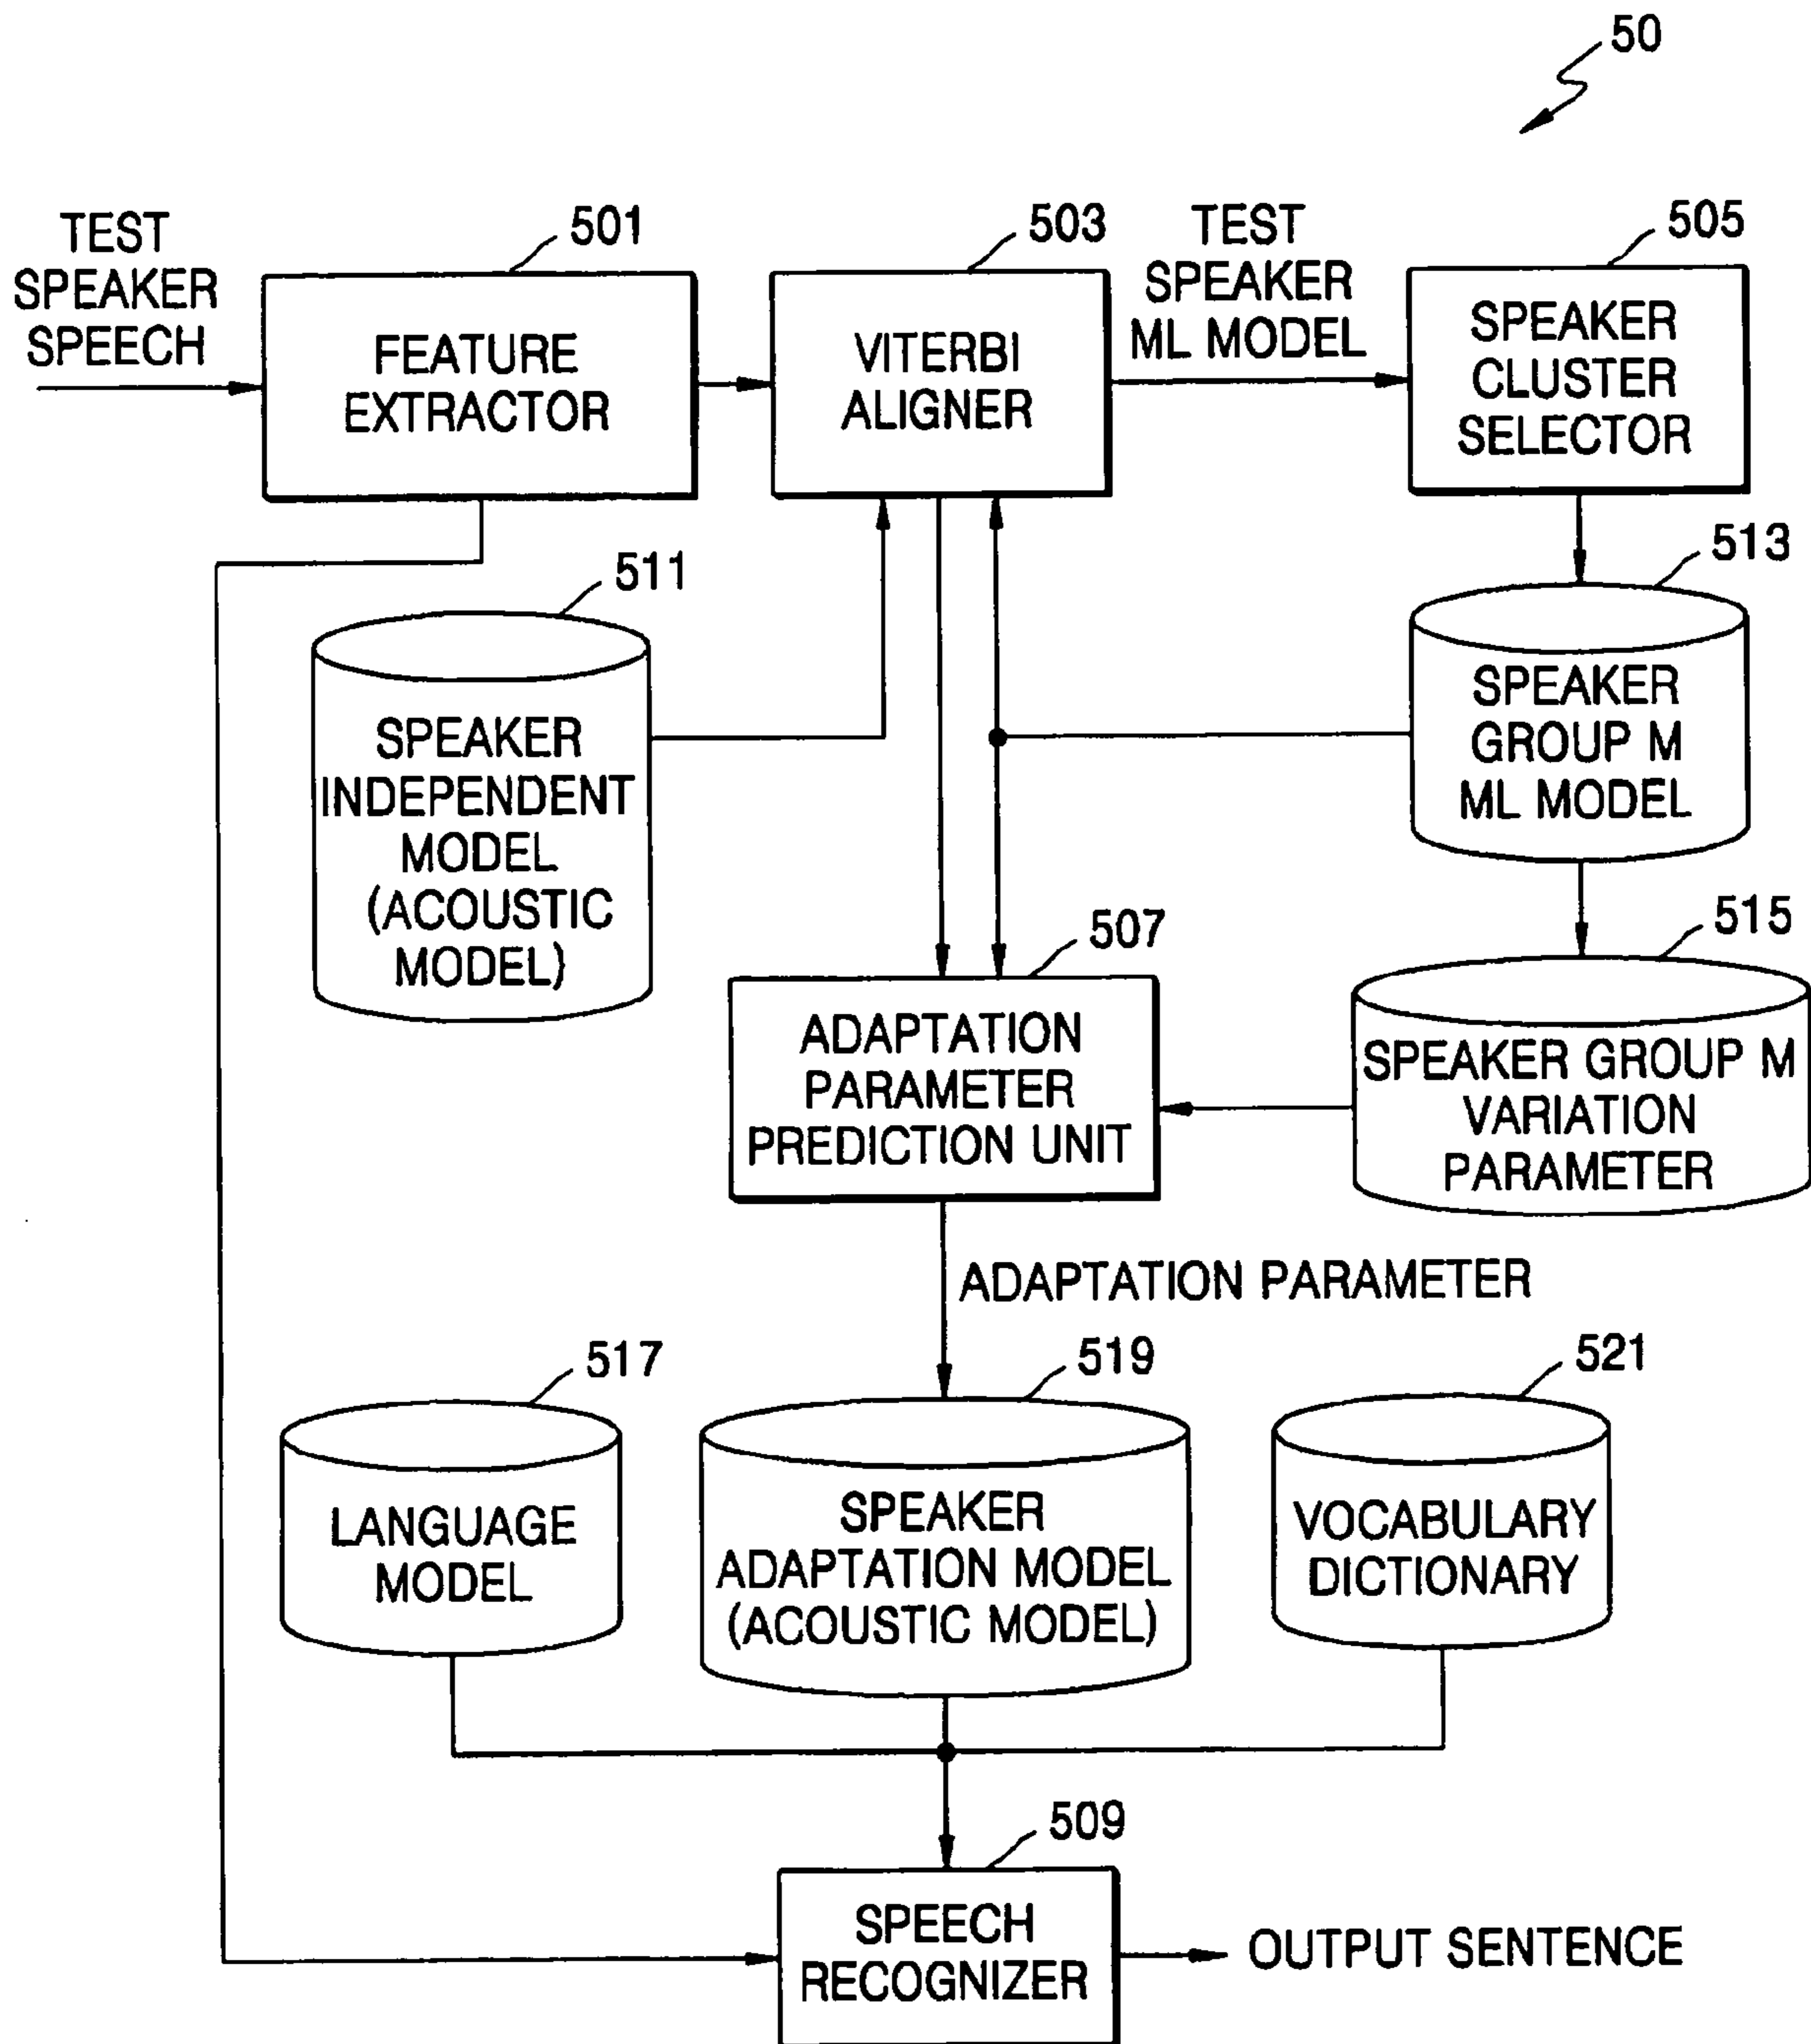 50
TEST
SPEAKER
SPEECH
501
FEATURE
EXTRACTOR
503
VITERBI
ALIGNER
TEST
SPEAKER
ML MODEL
505
SPEAKER
CLUSTER
SELECTOR
511
SPEAKER
INDEPENDENT
MODEL
(ACOUSTIC
MODEL)
513
SPEAKER
GROUP M
ML MODEL
507
ADAPTATION
PARAMETER
PREDICTION UNIT
515
SPEAKER GROUP M
VARIATION
PARAMETER
ADAPTATION PARAMETER
517
LANGUAGE
MODEL
519
SPEAKER
ADAPTATION MODEL
(ACOUSTIC MODEL)
521
VOCABULARY
DICTIONARY
509
SPEECH
RECOGNIZER
OUTPUT SENTENCE